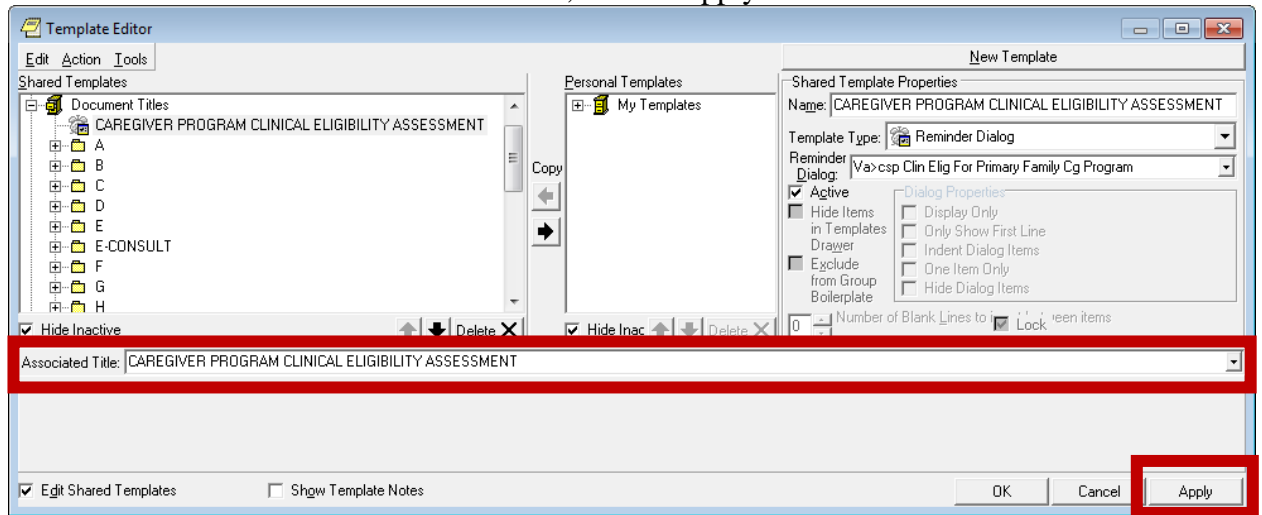 Template Editor
Edit Action Tools
New Template
Shared Templates
Document Titles
CAREGIVER PROGRAM CLINICAL ELIGIBILITY ASSESSMENT
A
B
C
D
E
E-CONSULT
F
G
H
Hide Inactive
Delete
Copy
Personal Templates
My Templates
Hide Inac
Delete
Shared Template Properties
Name: CAREGIVER PROGRAM CLINICAL ELIGIBILITY ASSESSMENT
Template Type: Reminder Dialog
Reminder
Dialog: Va>csp Clin Elig For Primary Family Cg Program
Active
Hide Items
in Templates
Drawer
Exclude
from Group
Boilerplate
Dialog Properties
Display Only
Only Show First Line
Indent Dialog Items
One Item Only
Hide Dialog Items
0 Number of Blank Lines to
Lock
items
Associated Title: CAREGIVER PROGRAM CLINICAL ELIGIBILITY ASSESSMENT
Edit Shared Templates
Show Template Notes
OK
Cancel
Apply